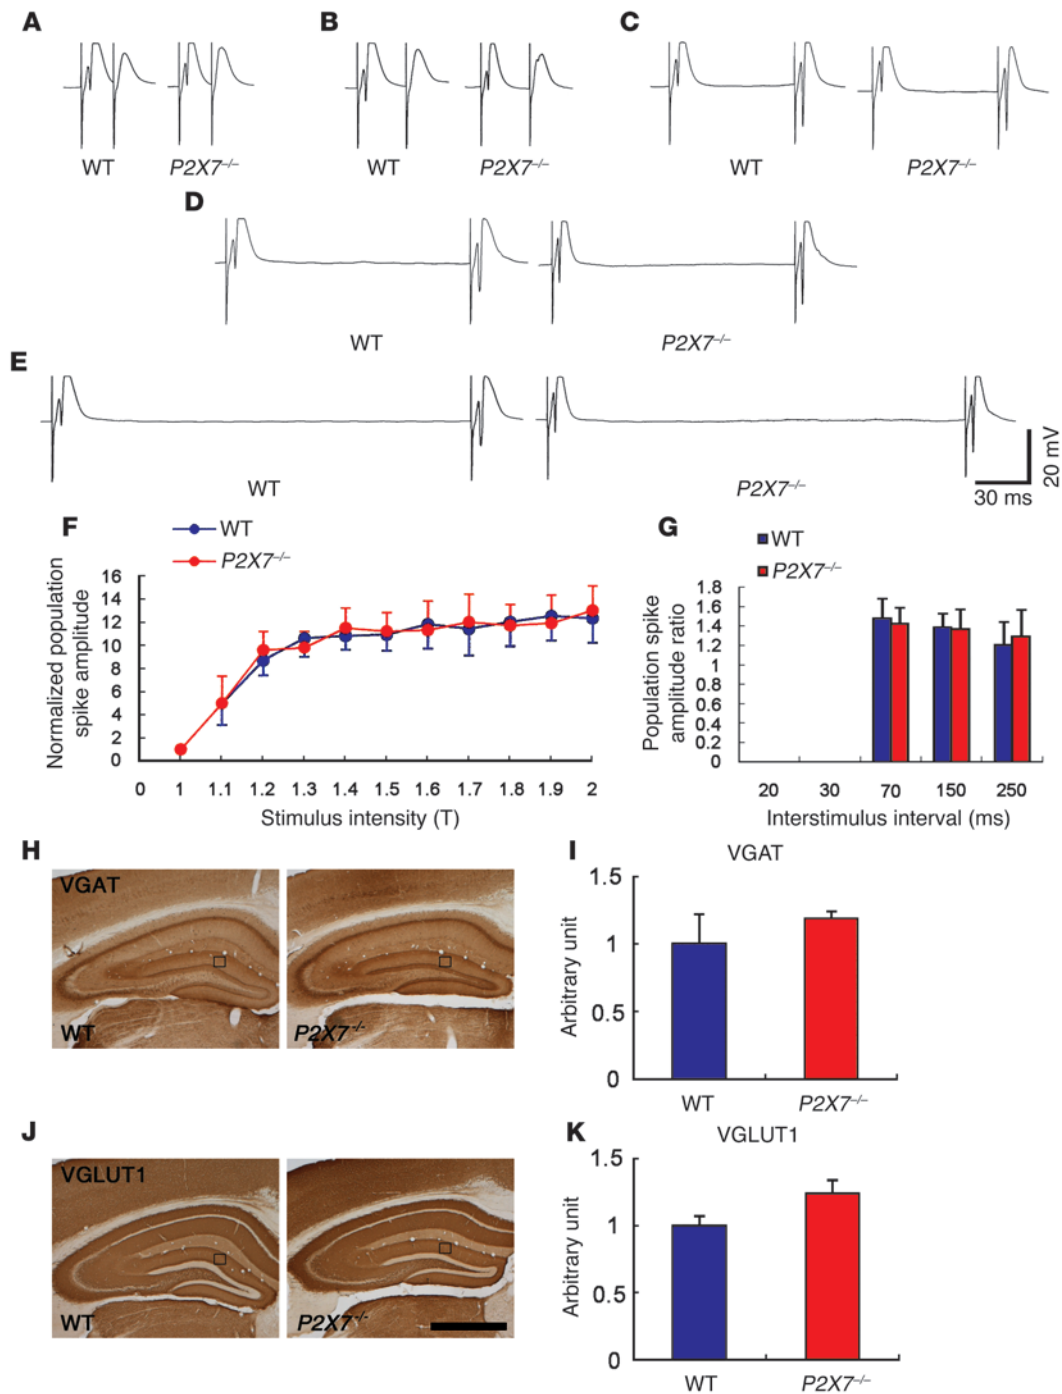 A
B
C
WT
P2X7–/–
WT
P2X7–/–
WT
P2X7–/–
D
WT
P2X7–/–
E
WT
P2X7–/–
20 mV
30 ms
F
WT
P2X7–/–
Normalized population
spike amplitude
16
14
12
10
8
6
4
2
0
0 1 1.1 1.2 1.3 1.4 1.5 1.6 1.7 1.8 1.9 2
Stimulus intensity (T)
G
WT
P2X7–/–
Population spike
amplitude ratio
1.8
1.6
1.4
1.2
1
0.8
0.6
0.4
0.2
0
20 30 70 150 250
Interstimulus interval (ms)
H
VGAT
WT
P2X7-/-
I
VGAT
Arbitrary unit
1.5
1
0.5
0
WT
P2X7–/–
J
VGLUT1
WT
P2X7-/-
K
VGLUT1
Arbitrary unit
1.5
1
0.5
0
WT
P2X7–/–